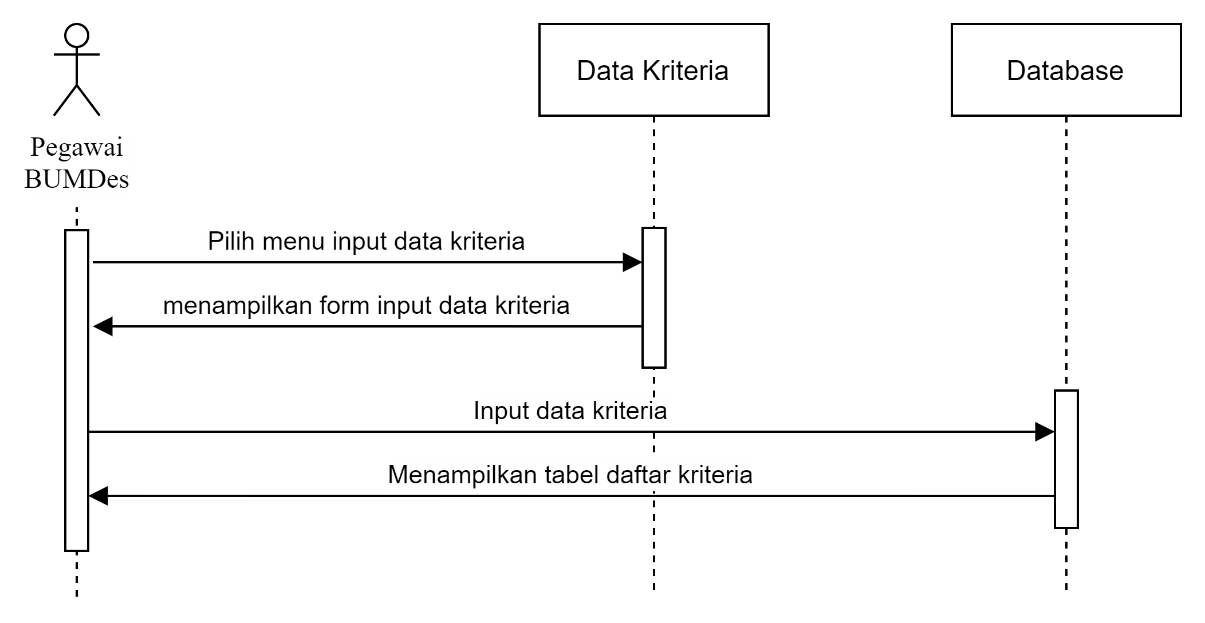 Data Kriteria
Database
Pegawai
BUMDes
Pilih menu input data kriteria
menampilkan form input data kriteria
Input data kriteria
Menampilkan tabel daftar kriteria